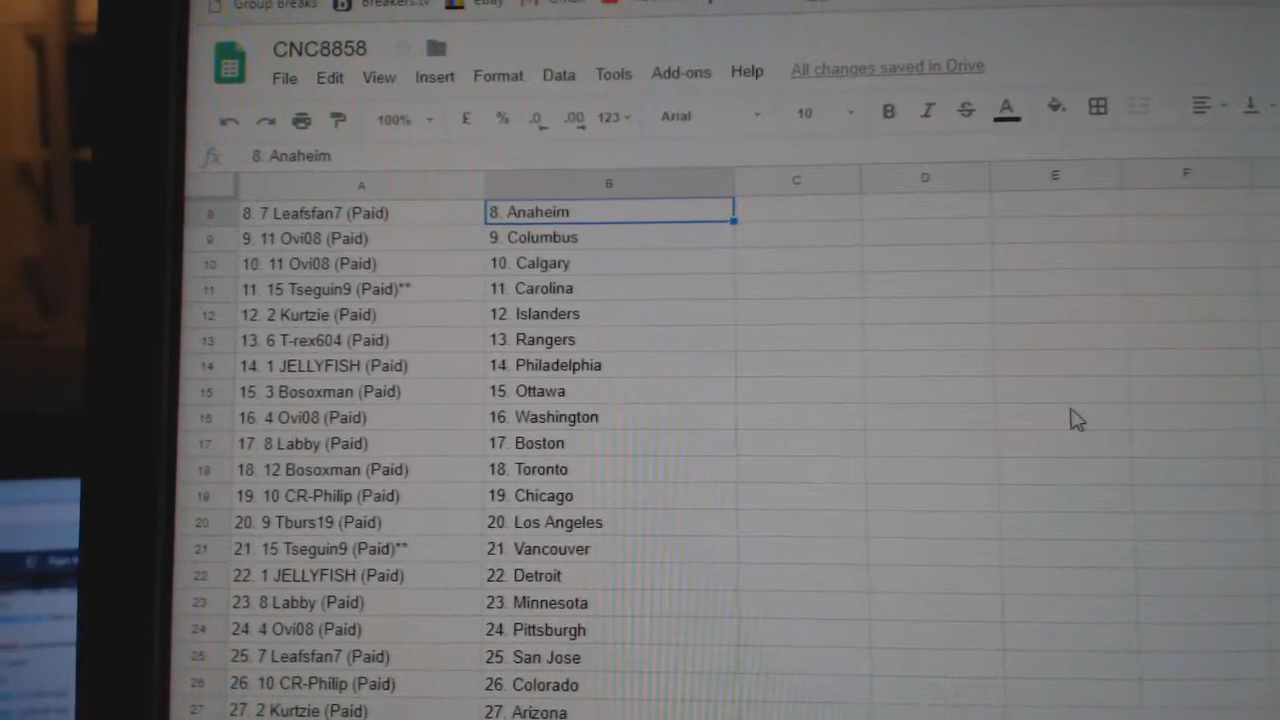 Group Breaks Breakers.tv ebay Gmail
CNC8858
File Edit View Insert Format Data Tools Add-ons Help All changes saved in Drive
100% £ % .0 .00 123 Arial 10 B I S A
fx 8. Anaheim
A B C D E F
8 8. 7 Leafsfan7 (Paid) 8. Anaheim
9 9. 11 Ovi08 (Paid) 9. Columbus
10 10. 11 Ovi08 (Paid) 10. Calgary
11 11. 15 Tseguin9 (Paid)** 11. Carolina
12 12. 2 Kurtzie (Paid) 12. Islanders
13 13. 6 T-rex604 (Paid) 13. Rangers
14 14. 1 JELLYFISH (Paid) 14. Philadelphia
15 15. 3 Bosoxman (Paid) 15. Ottawa
16 16. 4 Ovi08 (Paid) 16. Washington
17 17. 8 Labby (Paid) 17. Boston
18 18. 12 Bosoxman (Paid) 18. Toronto
19 19. 10 CR-Philip (Paid) 19. Chicago
20 20. 9 Tburs19 (Paid) 20. Los Angeles
21 21. 15 Tseguin9 (Paid)** 21. Vancouver
22 22. 1 JELLYFISH (Paid) 22. Detroit
23 23. 8 Labby (Paid) 23. Minnesota
24 24. 4 Ovi08 (Paid) 24. Pittsburgh
25 25. 7 Leafsfan7 (Paid) 25. San Jose
26 26. 10 CR-Philip (Paid) 26. Colorado
27 27. 2 Kurtzie (Paid) 27. Arizona